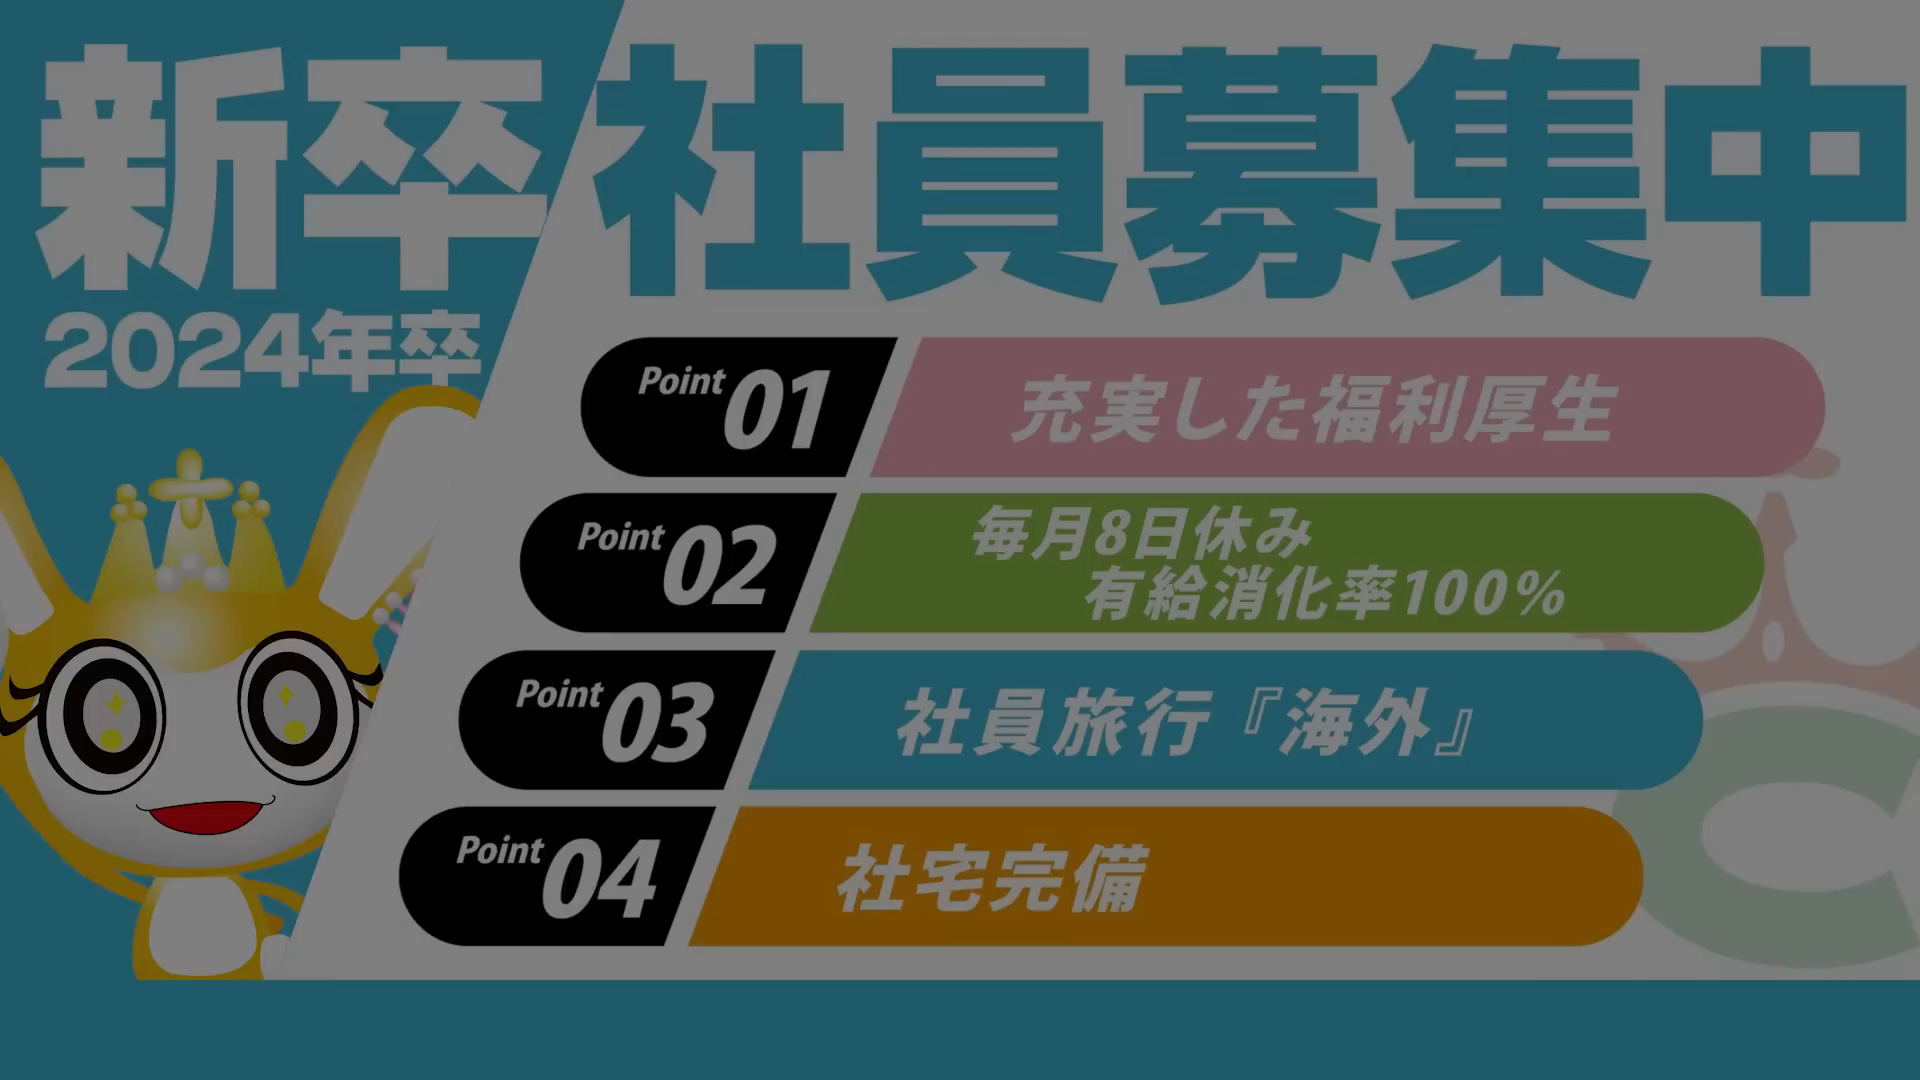 新卒社員募集中
2024年卒
Point 01 充実した福利厚生
Point 02 毎月8日休み
有給消化率100%
Point 03 社員旅行『海外』
Point 04 社宅完備